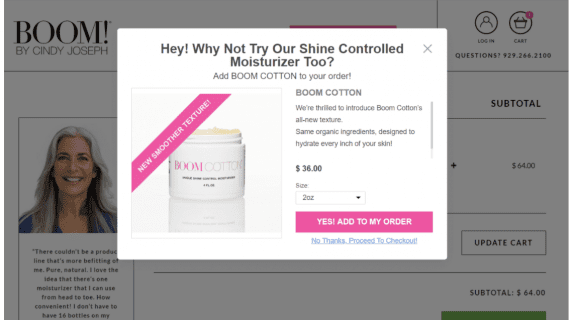 BOOM!
BY CINDY JOSEPH
LOG IN
CART
QUESTIONS? 929.266.2100
Hey! Why Not Try Our Shine Controlled
Moisturizer Too?
Add BOOM COTTON to your order!
NEW SMOOTHER TEXTURE!
BOOM COTTON
BOOM COTTON
We're thrilled to introduce Boom Cotton's
all-new texture.
Same organic ingredients, designed to
hydrate every inch of your skin!
$ 36.00
Size:
2oz
YES! ADD TO MY ORDER
No Thanks, Proceed To Checkout!
SUBTOTAL
+
$ 64.00
UPDATE CART
SUBTOTAL: $ 64.00
"There couldn't be a produc
line that's more befitting of
me. Pure, natural. I love the
idea that there's one
moisturizer that I can use
from head to toe. How
convenient! I don't have to
have 16 bottles on my